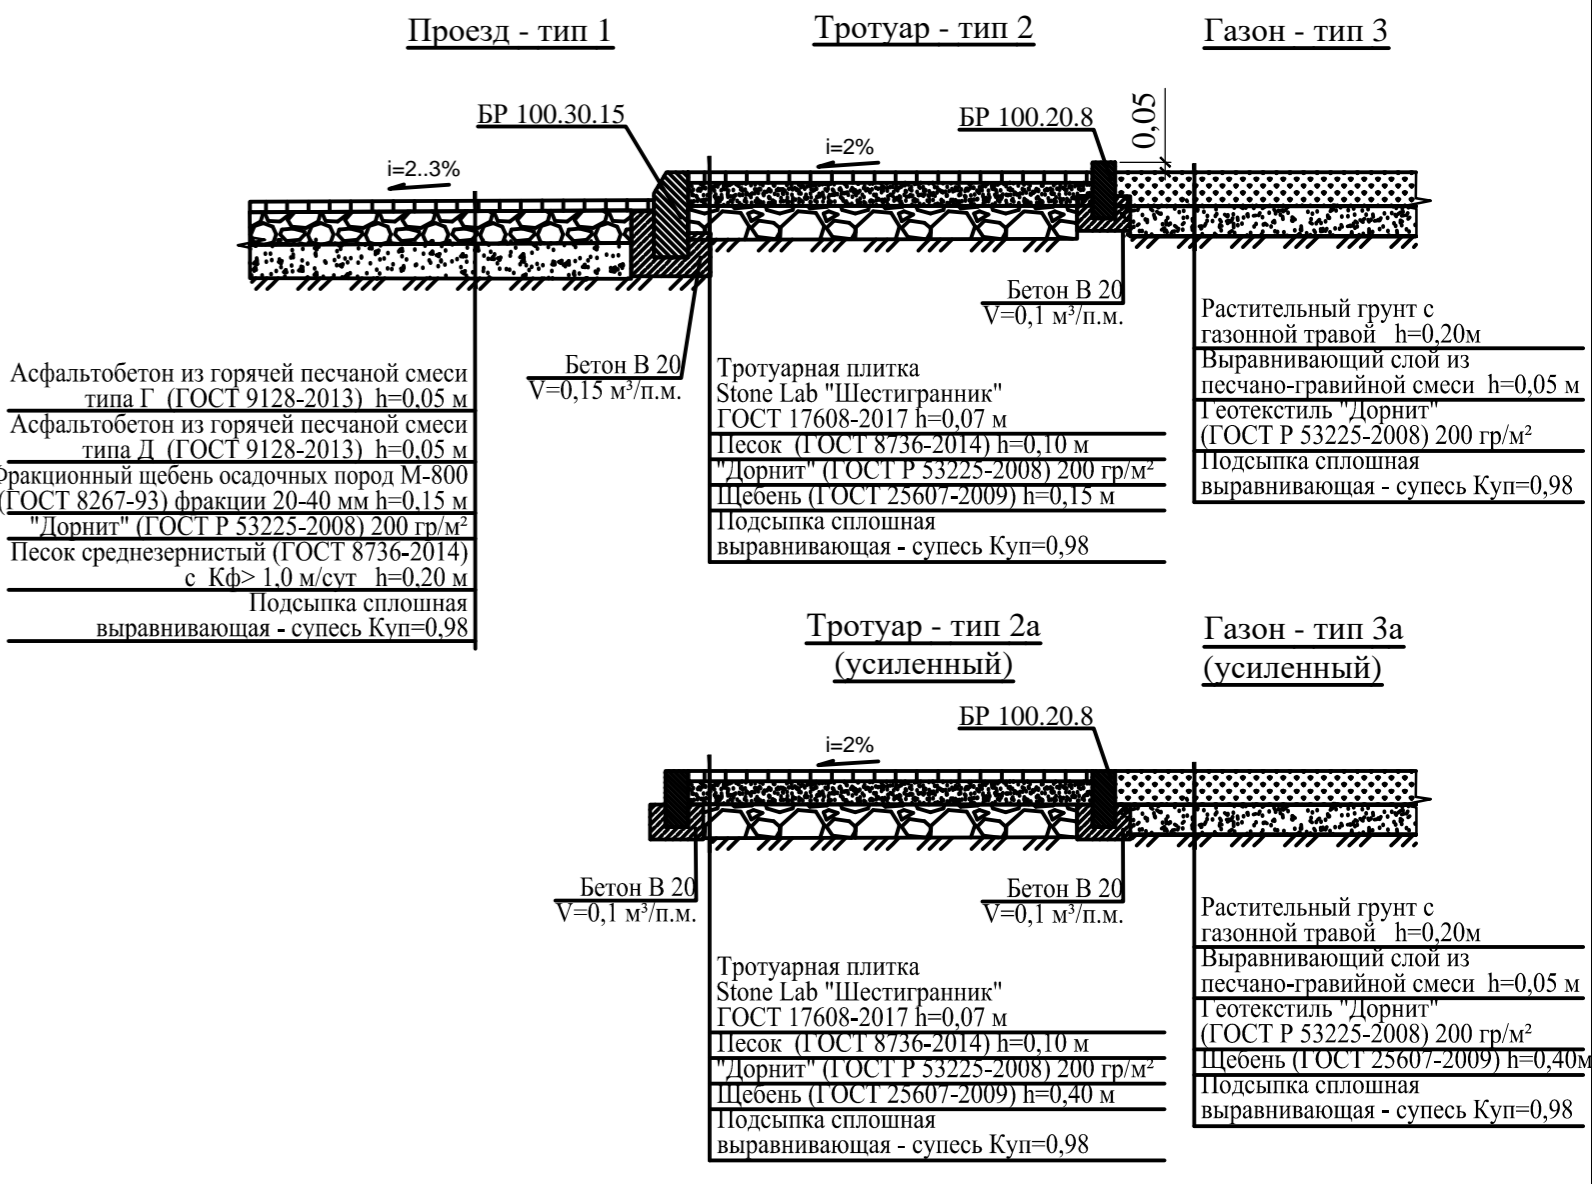 Проезд - тип 1
Тротуар - тип 2
Газон - тип 3
БР 100.30.15
БР 100.20.8
0,05
i=2..3%
i=2%
Бетон В 20
V=0,15 м³/п.м.
Бетон В 20
V=0,1 м³/п.м.
Асфальтобетон из горячей песчаной смеси
типа Г (ГОСТ 9128-2013) h=0,05 м
Асфальтобетон из горячей песчаной смеси
типа Д (ГОСТ 9128-2013) h=0,05 м
Фракционный щебень осадочных пород М-800
(ГОСТ 8267-93) фракции 20-40 мм h=0,15 м
"Дорнит" (ГОСТ Р 53225-2008) 200 гр/м²
Песок среднезернистый (ГОСТ 8736-2014)
с Кф> 1,0 м/сут h=0,20 м
Подсыпка сплошная
выравнивающая - супесь Куп=0,98
Тротуарная плитка
Stone Lab "Шестигранник"
ГОСТ 17608-2017 h=0,07 м
Песок (ГОСТ 8736-2014) h=0,10 м
"Дорнит" (ГОСТ Р 53225-2008) 200 гр/м²
Щебень (ГОСТ 25607-2009) h=0,15 м
Подсыпка сплошная
выравнивающая - супесь Куп=0,98
Растительный грунт с
газонной травой h=0,20м
Выравнивающий слой из
песчано-гравийной смеси h=0,05 м
Геотекстиль "Дорнит"
(ГОСТ Р 53225-2008) 200 гр/м²
Подсыпка сплошная
выравнивающая - супесь Куп=0,98
Тротуар - тип 2а
(усиленный)
Газон - тип 3а
(усиленный)
БР 100.20.8
i=2%
Бетон В 20
V=0,1 м³/п.м.
Бетон В 20
V=0,1 м³/п.м.
Тротуарная плитка
Stone Lab "Шестигранник"
ГОСТ 17608-2017 h=0,07 м
Песок (ГОСТ 8736-2014) h=0,10 м
"Дорнит" (ГОСТ Р 53225-2008) 200 гр/м²
Щебень (ГОСТ 25607-2009) h=0,40 м
Подсыпка сплошная
выравнивающая - супесь Куп=0,98
Растительный грунт с
газонной травой h=0,20м
Выравнивающий слой из
песчано-гравийной смеси h=0,05 м
Геотекстиль "Дорнит"
(ГОСТ Р 53225-2008) 200 гр/м²
Щебень (ГОСТ 25607-2009) h=0,40м
Подсыпка сплошная
выравнивающая - супесь Куп=0,98